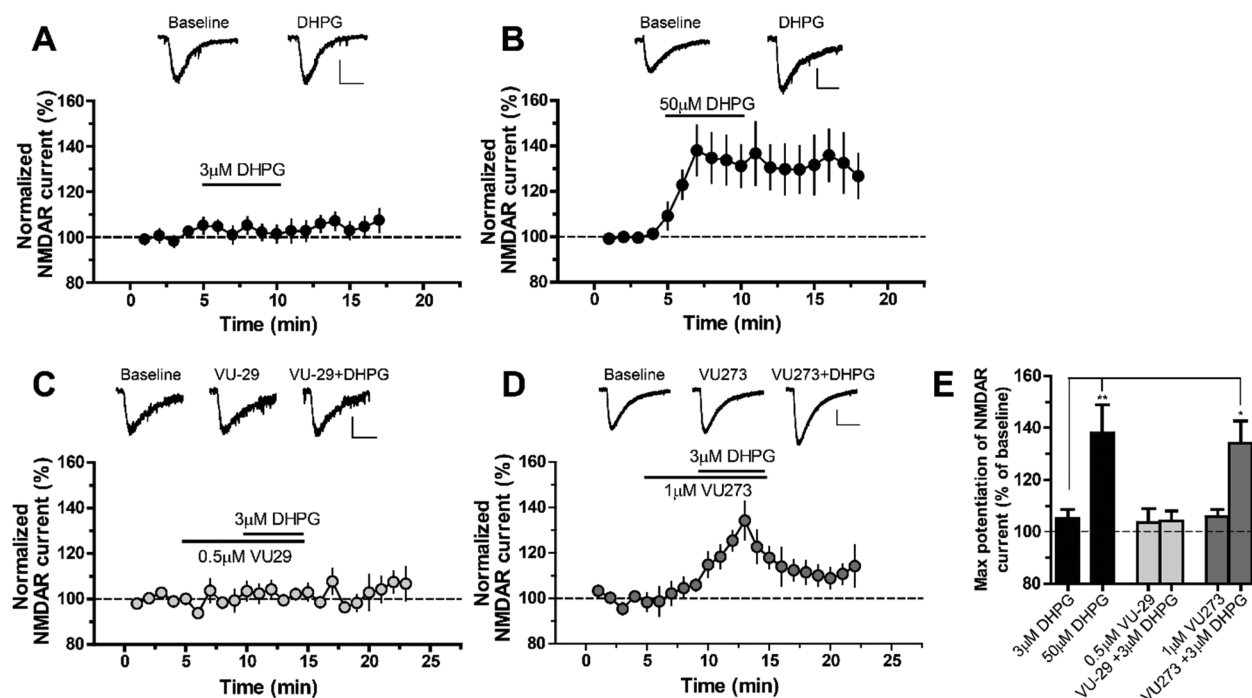 A
Baseline
DHPG
160
140
120
100
80
Normalized
NMDAR current (%)
3μM DHPG
0
5
10
15
20
Time (min)
B
Baseline
DHPG
160
140
120
100
80
Normalized
NMDAR current (%)
50μM DHPG
0
5
10
15
20
Time (min)
C
Baseline
VU-29
VU-29+DHPG
160
140
120
100
80
Normalized
NMDAR current (%)
3μM DHPG
0.5μM VU29
0
5
10
15
20
25
Time (min)
D
Baseline
VU273
VU273+DHPG
160
140
120
100
80
Normalized
NMDAR current (%)
3μM DHPG
1μM VU273
0
5
10
15
20
25
Time (min)
E
160
140
120
100
80
Max potentiation of NMDAR
current (% of baseline)
**
*
3μM DHPG
50μM DHPG
0.5μM VU-29
VU-29 +3μM DHPG
1μM VU273
VU273 +3μM DHPG